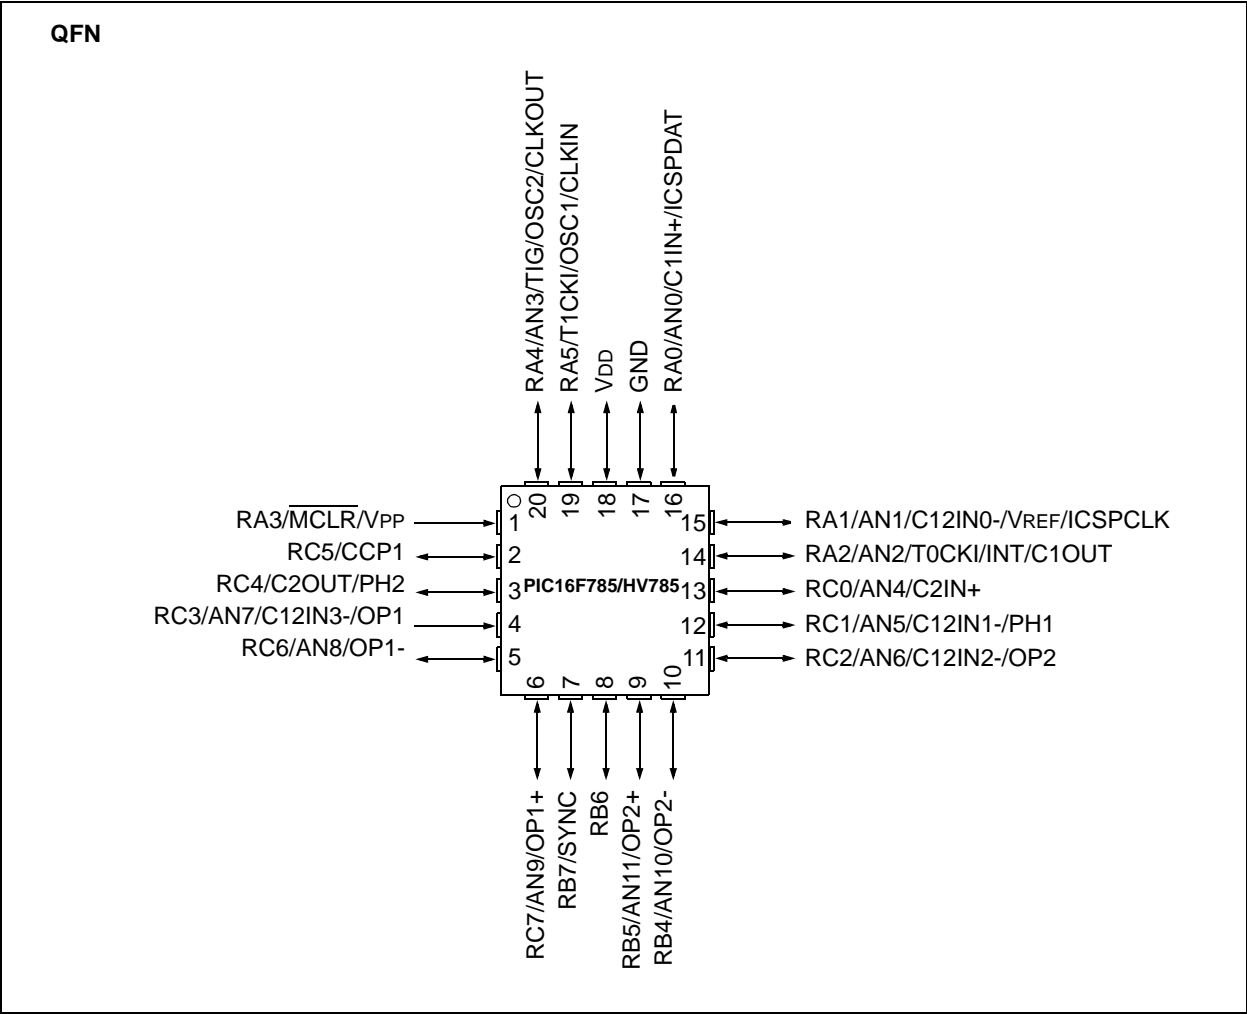 QFN
RA4/AN3/TIG/OSC2/CLKOUT
RA5/T1CKI/OSC1/CLKIN
VDD
GND
RA0/AN0/C1IN+/ICSPDAT
20
19
18
17
16
RA3/MCLR/VPP
1
15
RA1/AN1/C12IN0-/VREF/ICSPCLK
RC5/CCP1
2
14
RA2/AN2/T0CKI/INT/C1OUT
RC4/C2OUT/PH2
3
PIC16F785/HV785
13
RC0/AN4/C2IN+
RC3/AN7/C12IN3-/OP1
4
12
RC1/AN5/C12IN1-/PH1
RC6/AN8/OP1-
5
11
RC2/AN6/C12IN2-/OP2
6
7
8
9
10
RC7/AN9/OP1+
RB7/SYNC
RB6
RB5/AN11/OP2+
RB4/AN10/OP2-